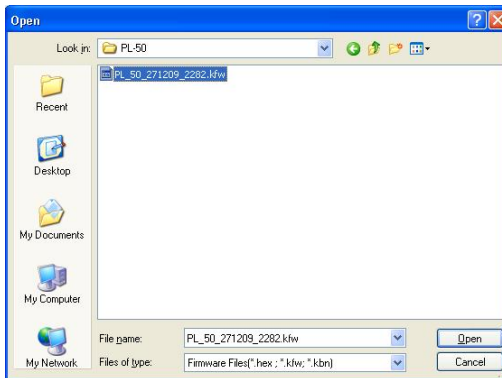 Open
Look in: PL-50
PL_50_271209_2282.kfw
Recent
Desktop
My Documents
My Computer
My Network
File name: PL_50_271209_2282.kfw Open
Files of type: Firmware Files(*.hex ; *.kfw; *.kbn) Cancel